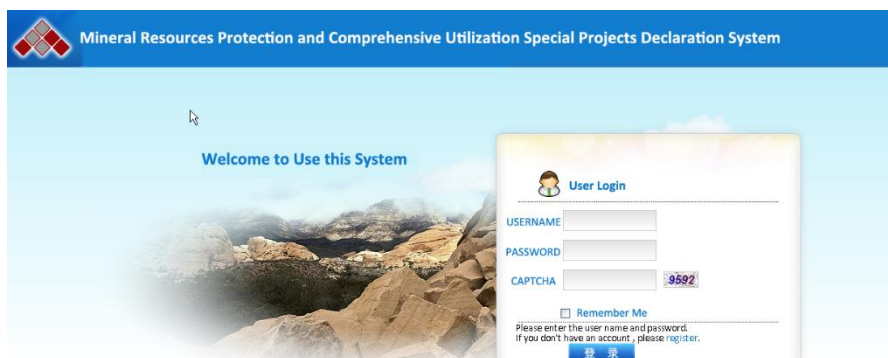 Mineral Resources Protection and Comprehensive Utilization Special Projects Declaration System
Welcome to Use this System
User Login
USERNAME
PASSWORD
CAPTCHA 9592
Remember Me
Please enter the user name and password.
If you don't have an account , please register.
登 录